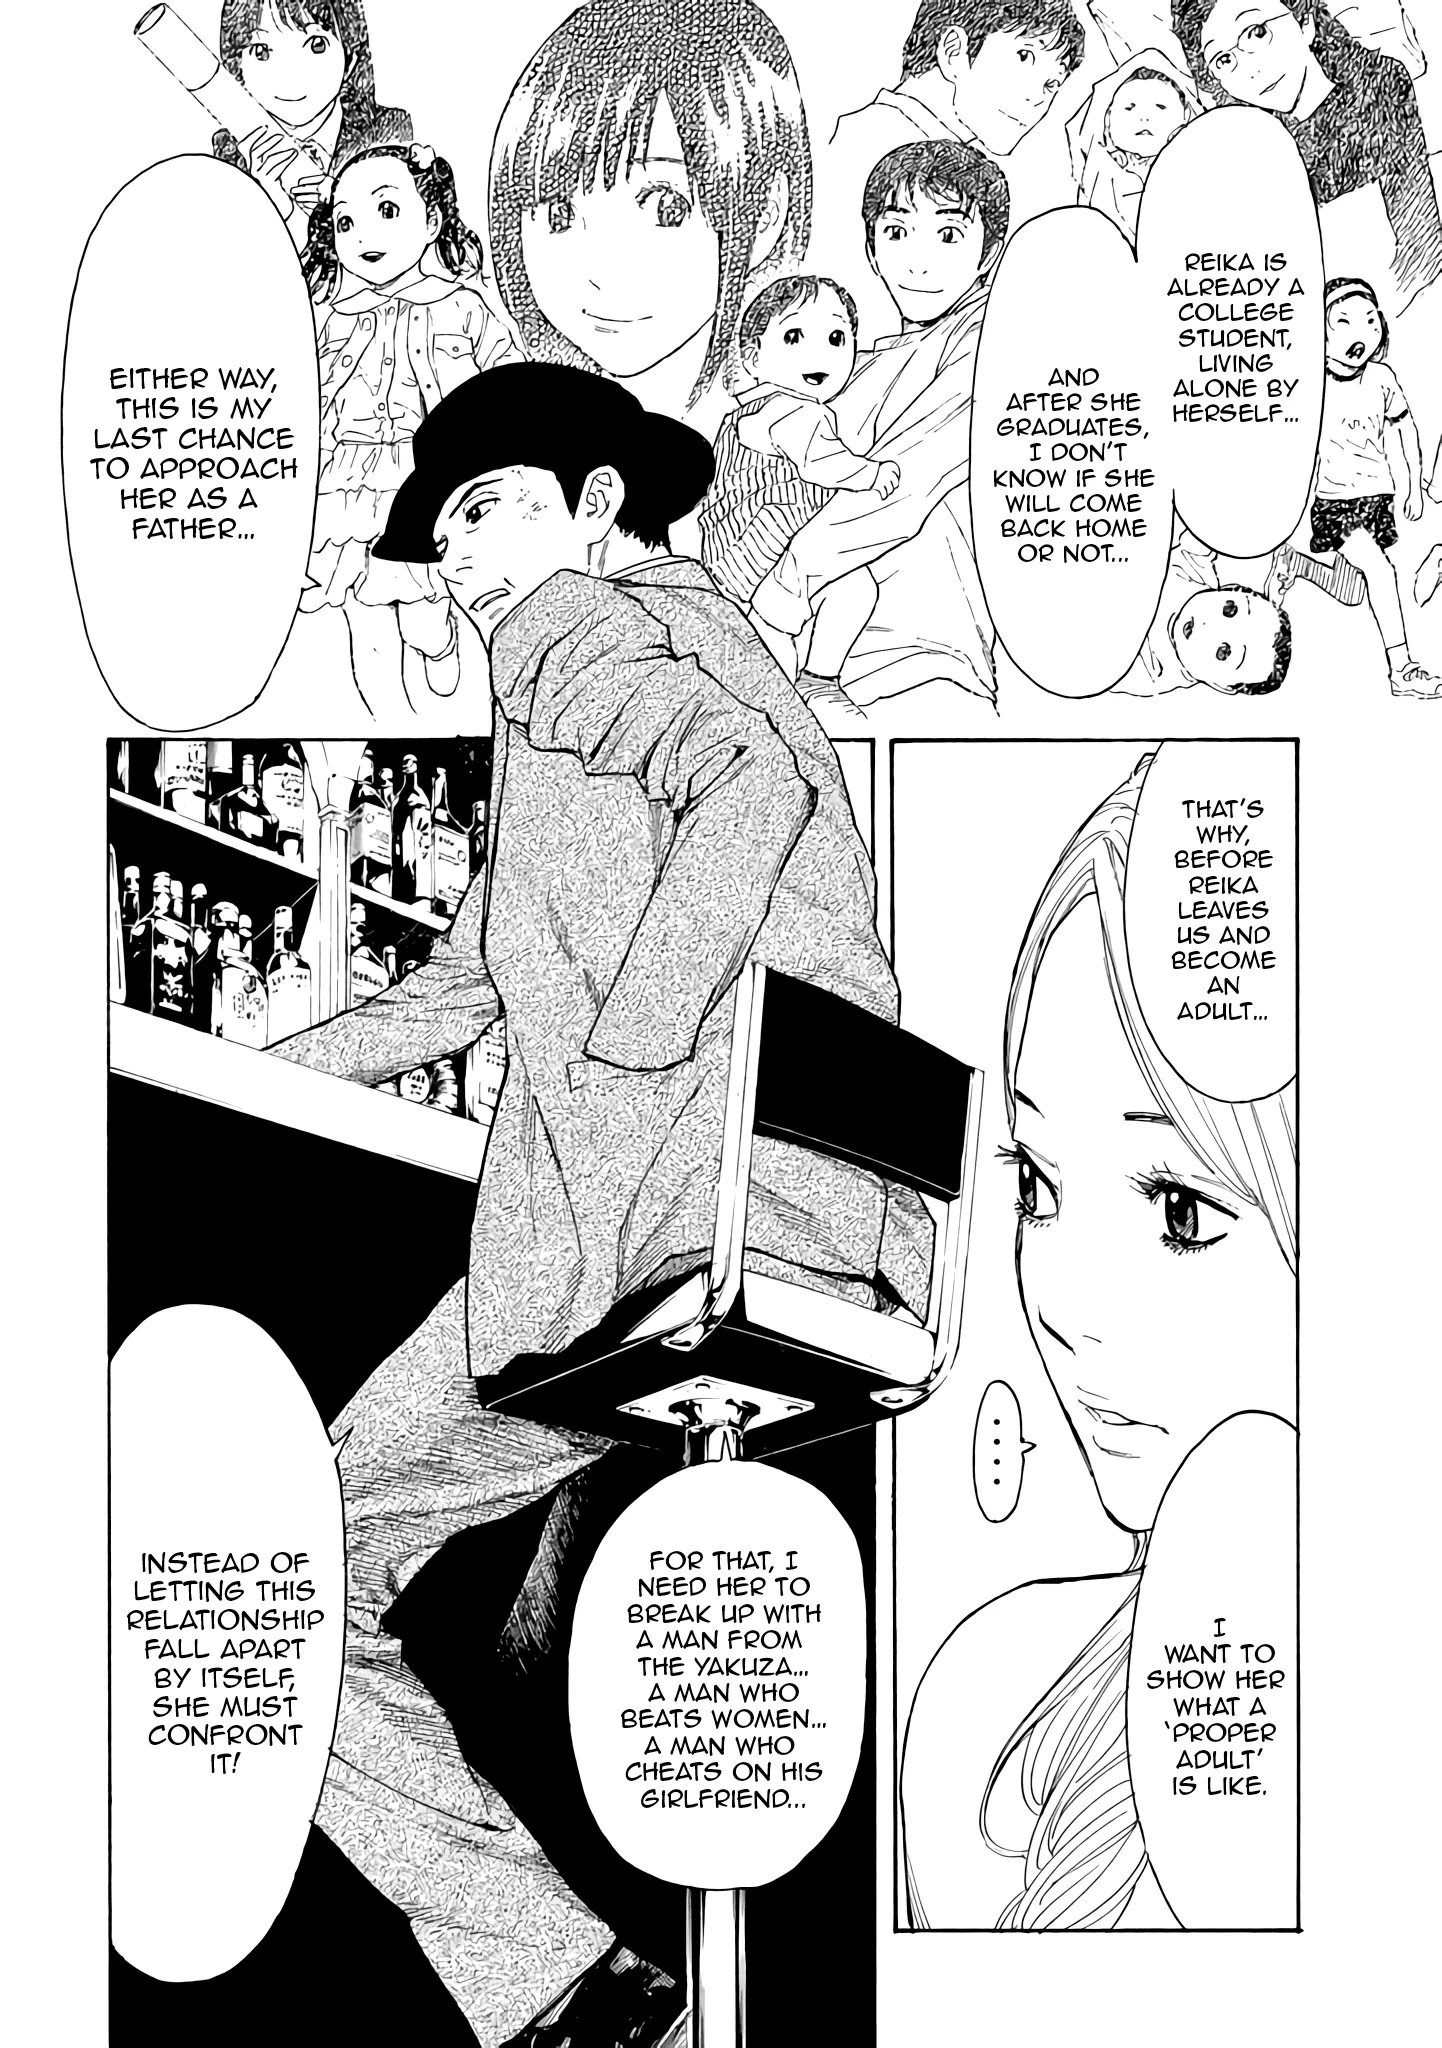 REIKA IS
ALREADY A
COLLEGE
STUDENT,
LIVING
ALONE BY
HERSELF...
AND
AFTER SHE
GRADUATES,
I DON'T
KNOW IF SHE
WILL COME
BACK HOME
OR NOT...
EITHER WAY,
THIS IS MY
LAST CHANCE
TO APPROACH
HER AS A
FATHER...
THAT'S
WHY,
BEFORE
REIKA
LEAVES
US AND
BECOME
AN
ADULT...
I
WANT TO
SHOW HER
WHAT A
'PROPER
ADULT'
IS LIKE.
....
FOR THAT, I
NEED HER TO
BREAK UP WITH
A MAN FROM
THE YAKUZA...
A MAN WHO
BEATS WOMEN...
A MAN WHO
CHEATS ON HIS
GIRLFRIEND...
INSTEAD OF
LETTING THIS
RELATIONSHIP
FALL APART
BY ITSELF,
SHE MUST
CONFRONT
IT!